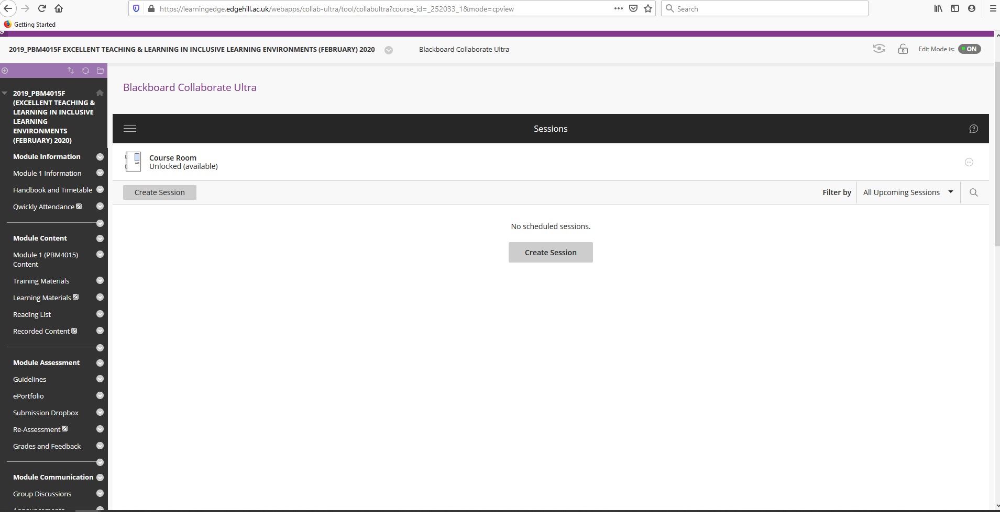 https://learningedge.edgehill.ac.uk/webapps/collab-ultra/tool/collabultra?course_id=_252033_1&mode=cpview
Search
Getting Started
2019_PBM4015F EXCELLENT TEACHING & LEARNING IN INCLUSIVE LEARNING ENVIRONMENTS (FEBRUARY) 2020
Blackboard Collaborate Ultra
Edit Mode is: ON
2019_PBM4015F
(EXCELLENT TEACHING &
LEARNING IN INCLUSIVE
LEARNING
ENVIRONMENTS
(FEBRUARY) 2020)
Module Information
Module 1 Information
Handbook and Timetable
Qwickly Attendance
Module Content
Module 1 (PBM4015)
Content
Training Materials
Learning Materials
Reading List
Recorded Content
Module Assessment
Guidelines
ePortfolio
Submission Dropbox
Re-Assessment
Grades and Feedback
Module Communication
Group Discussions
Blackboard Collaborate Ultra
Sessions
Course Room
Unlocked (available)
Create Session
Filter by All Upcoming Sessions
No scheduled sessions.
Create Session